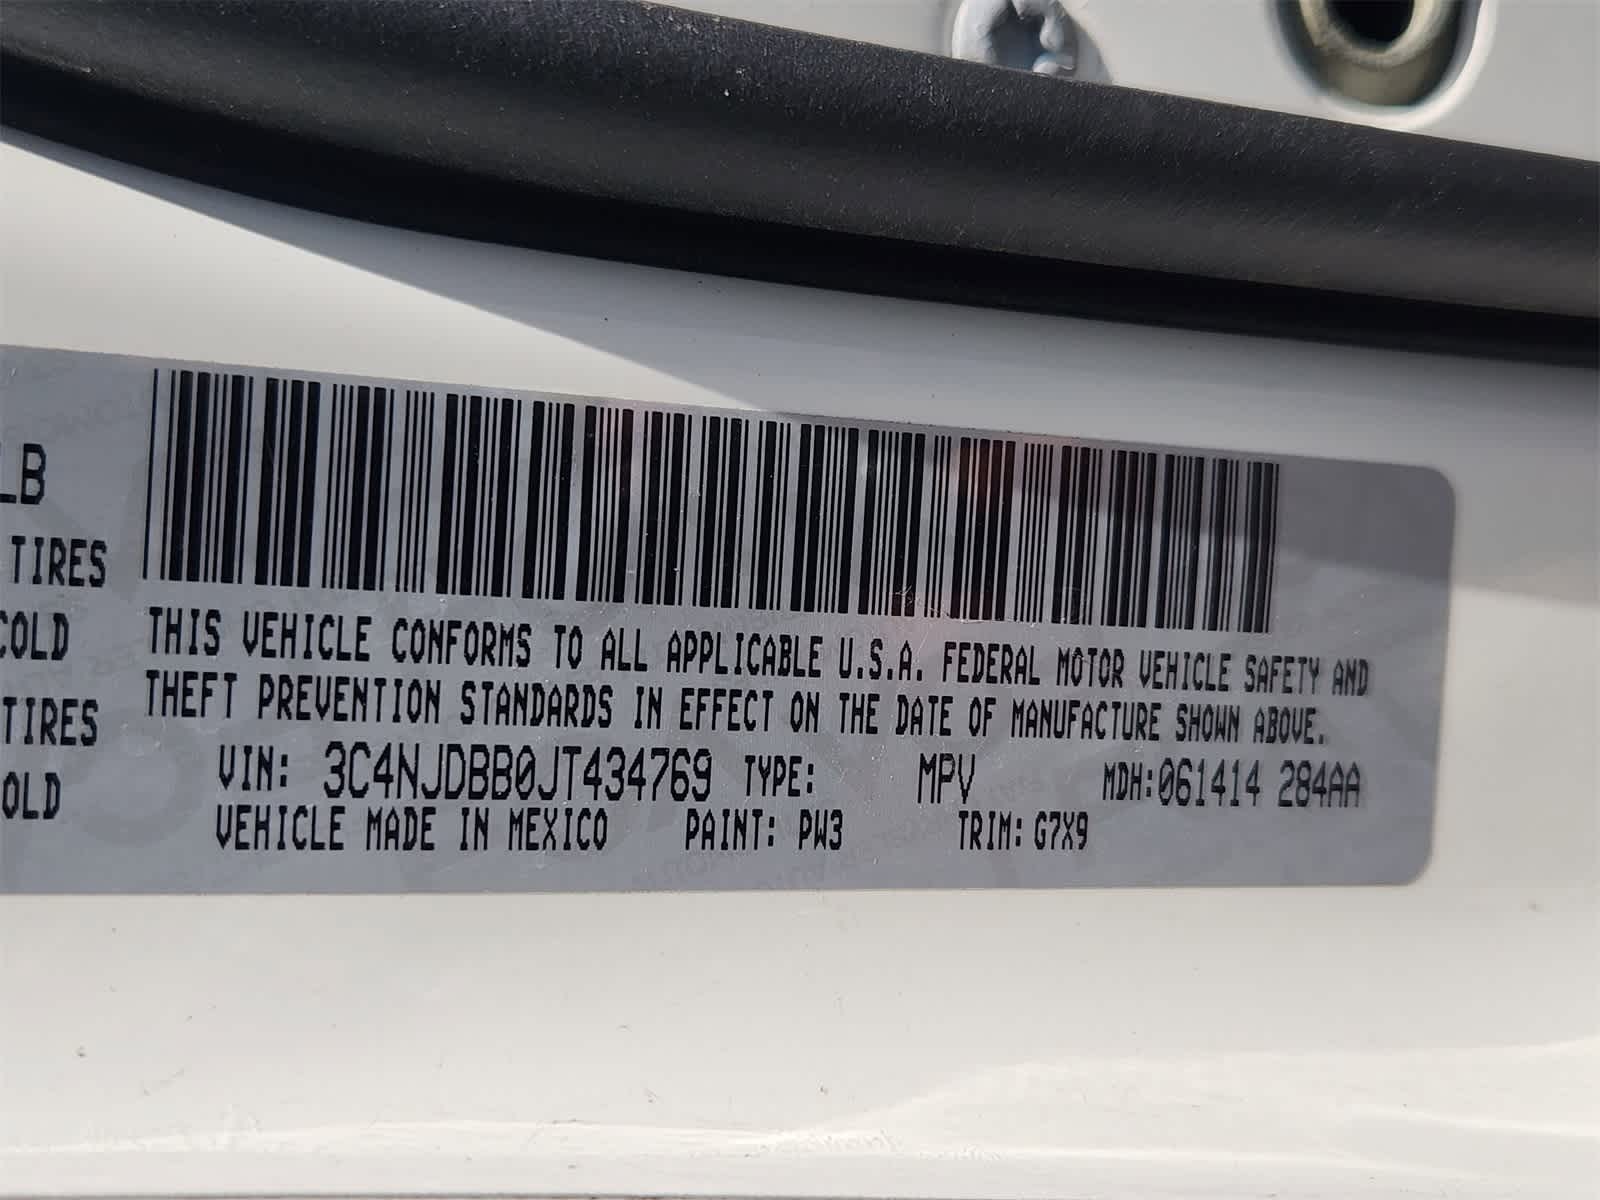 LB
TIRES
COLD
TIRES
OLD
THIS VEHICLE CONFORMS TO ALL APPLICABLE U.S.A. FEDERAL MOTOR VEHICLE SAFETY AND
THEFT PREVENTION STANDARDS IN EFFECT ON THE DATE OF MANUFACTURE SHOWN ABOVE.
VIN: 3C4NJDBB0JT434769 TYPE: MPV MDH:061414 284AA
VEHICLE MADE IN MEXICO PAINT: PW3 TRIM: G7X9